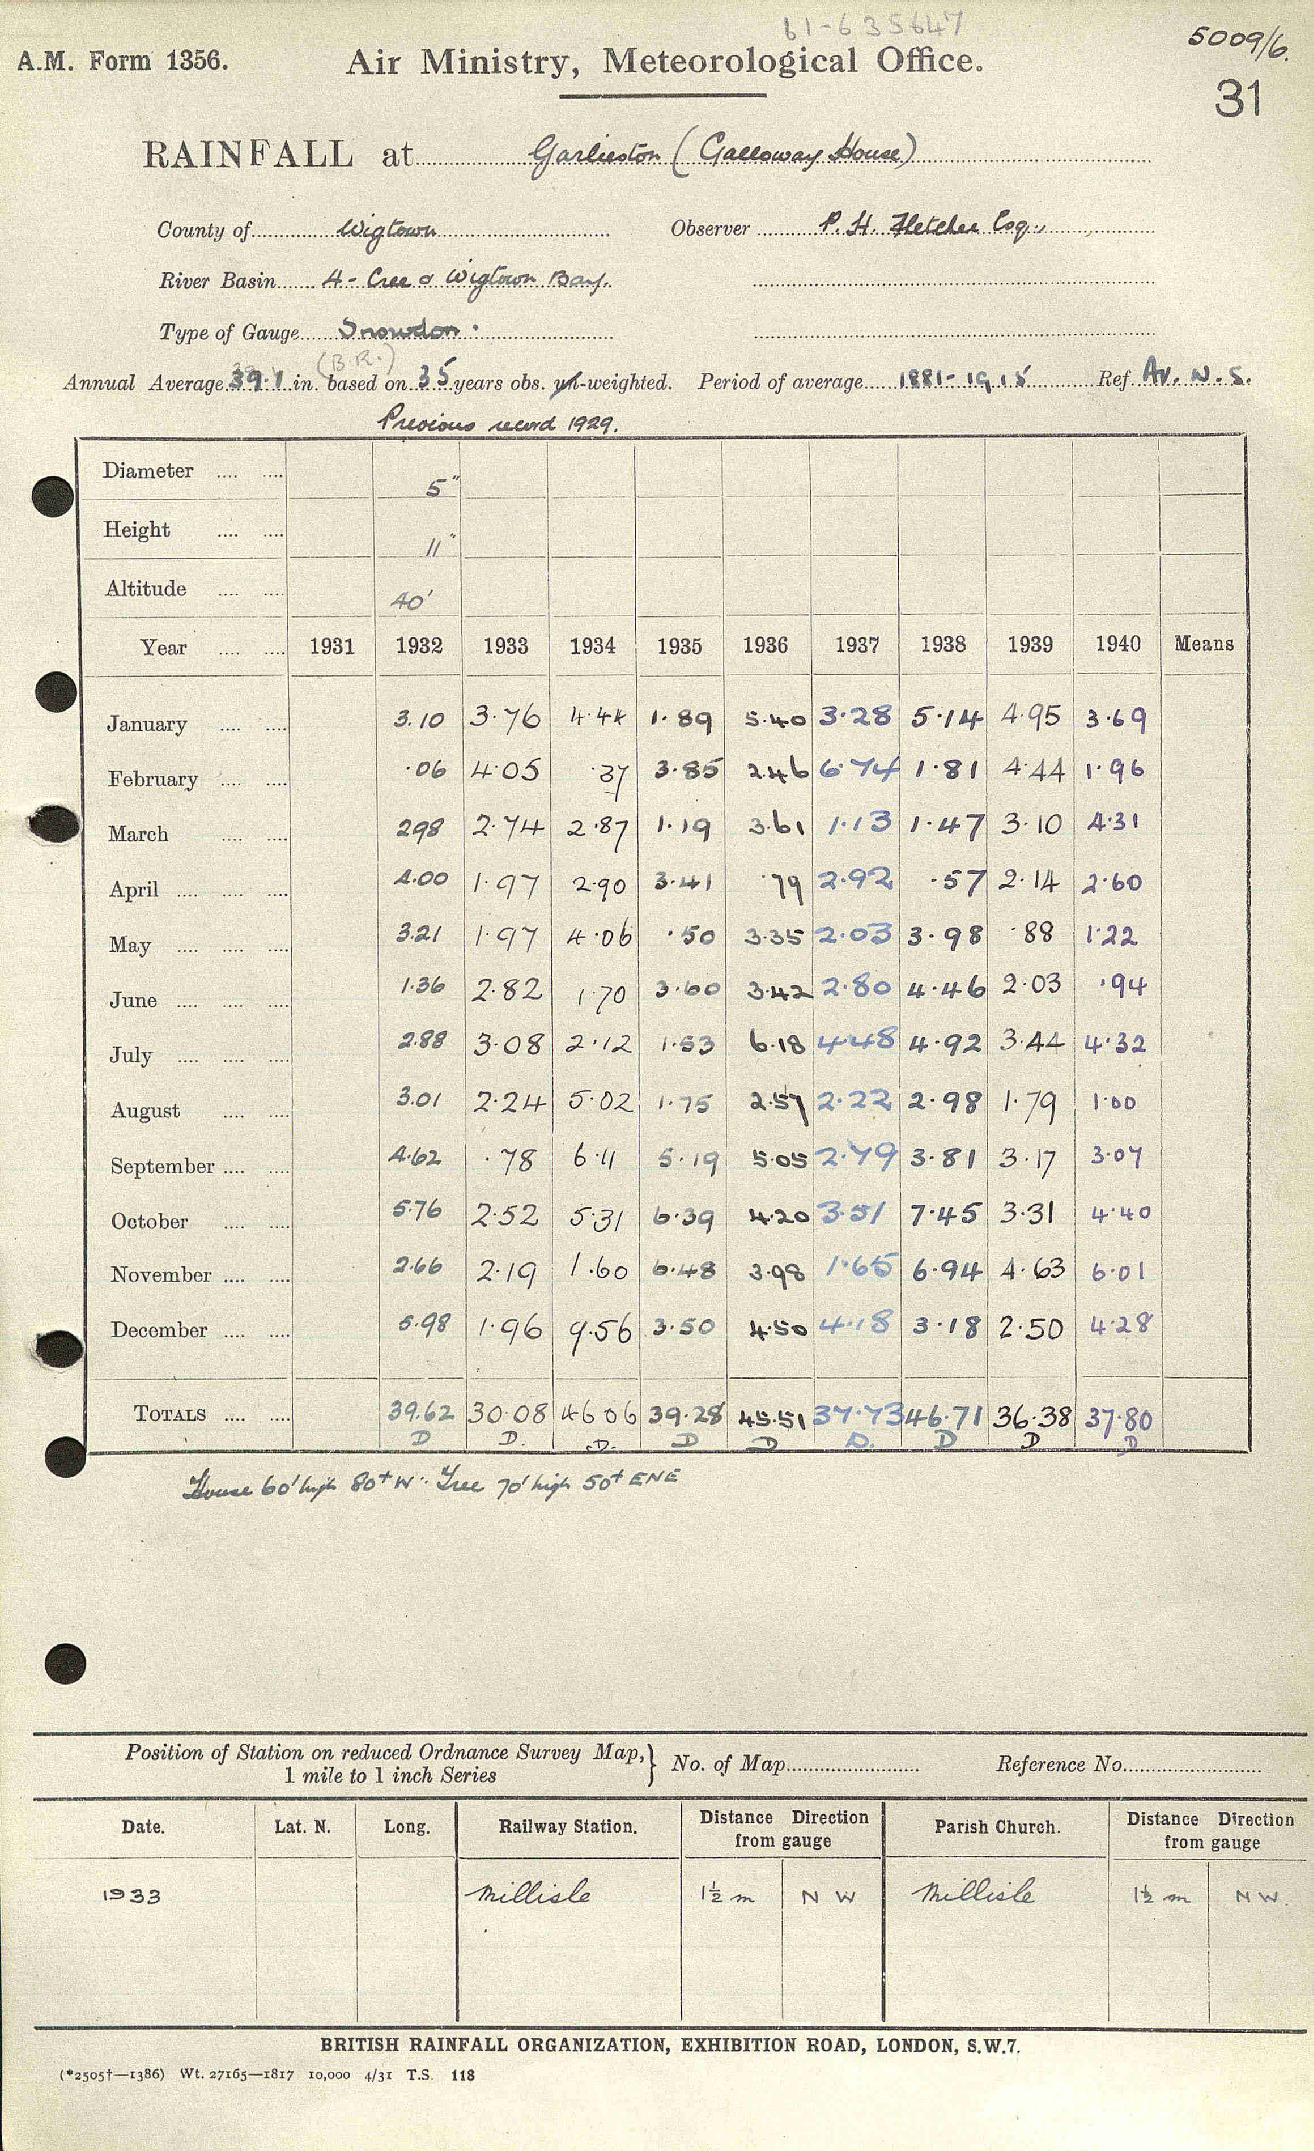 61-635647
5009/6.
A.M. Form 1356. Air Ministry, Meteorological Office.
31
RAINFALL at Garlieston (Galloway House)
County of Wigtown Observer P. H. Fletcher Esq.,
River Basin 4 - Cree & Wigtown Bay.
Type of Gauge Snowdon.
(B.R.)
Annual Average 39.1 in. based on 35 years obs. un-weighted. Period of average 1881-1915 Ref Av. N.S.
Previous record 1929.
Diameter .... .... 5"
Height .... .... 11"
Altitude .... .... 40'
Year .... .... 1931 1932 1933 1934 1935 1936 1937 1938 1939 1940 Means
January .... .... 3.10 3.76 4.44 1.89 5.40 3.28 5.14 4.95 3.69
February .... .... .06 4.05 .37 3.85 2.46 6.74 1.81 4.44 1.96
March .... .... 2.98 2.74 2.87 1.19 3.61 1.13 1.47 3.10 4.31
April .... .... .... 4.00 1.97 2.90 3.41 .79 2.92 .57 2.14 2.60
May .... .... .... 3.21 1.97 4.06 .50 3.35 2.03 3.98 .88 1.22
June .... .... .... 1.36 2.82 1.70 3.60 3.42 2.80 4.46 2.03 .94
July .... .... .... 2.88 3.08 2.12 1.53 6.18 4.48 4.92 3.44 4.32
August .... .... 3.01 2.24 5.02 1.75 2.57 2.22 2.98 1.79 1.00
September .... .... 4.62 .78 6.11 5.19 5.05 2.79 3.81 3.17 3.07
October .... .... 5.76 2.52 5.31 6.39 4.20 3.51 7.45 3.31 4.40
November .... .... 2.66 2.19 1.60 6.48 3.98 1.65 6.94 4.63 6.01
December .... .... 5.98 1.96 9.56 3.50 4.50 4.18 3.18 2.50 4.28
TOTALS .... .... 39.62 30.08 46.06 39.28 45.51 37.73 46.71 36.38 37.80
D D. D. D D D. D D D
House 60' high 80+ W. Tree 70' high 50+ ENE
Position of Station on reduced Ordnance Survey Map,} No. of Map Reference No.
1 mile to 1 inch Series
Date. Lat. N. Long. Railway Station. Distance Direction Parish Church. Distance Direction
from gauge from gauge
1933 Millisle 1½ m N W Millisle 1½ m N W.
BRITISH RAINFALL ORGANIZATION, EXHIBITION ROAD, LONDON, S.W.7.
(*2505†—1386) Wt. 27165—1817 10,000 4/31 T.S. 118